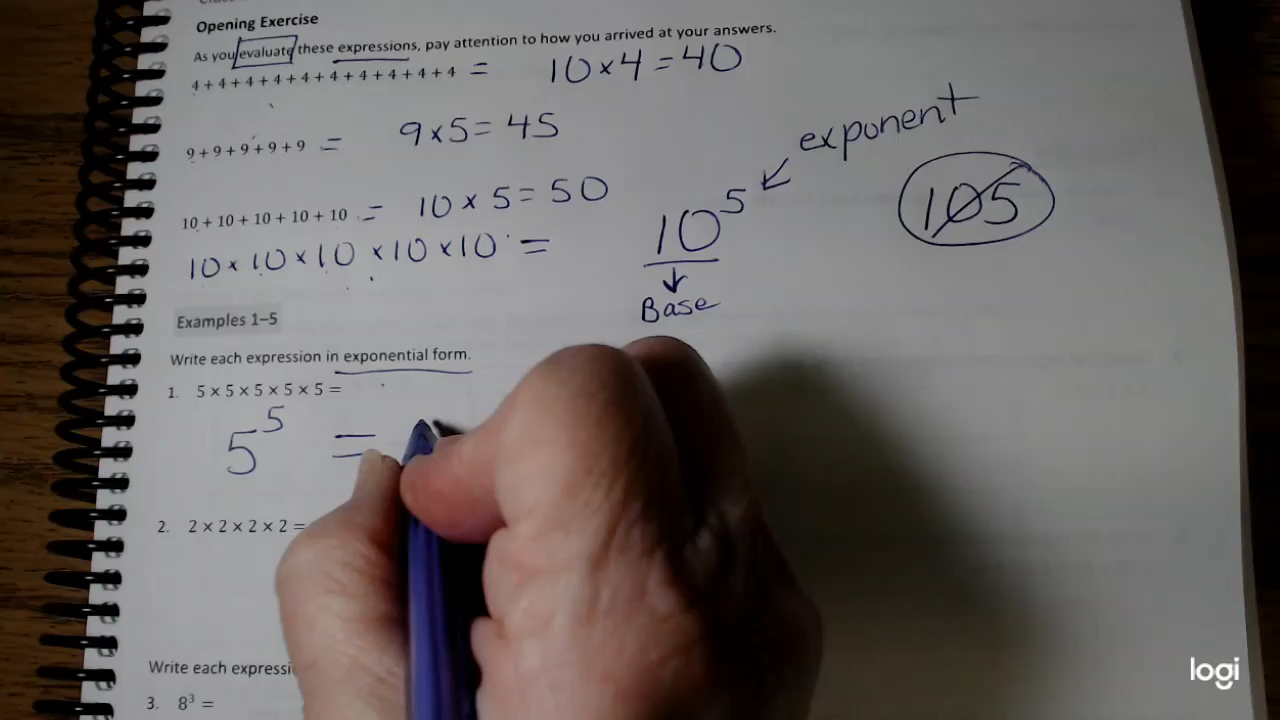 Opening Exercise
As you evaluate these expressions, pay attention to how you arrived at your answers.
4 + 4 + 4 + 4 + 4 + 4 + 4 + 4 + 4 + 4 = 10 × 4 = 40
exponent
9 + 9 + 9 + 9 + 9 = 9 × 5 = 45
10⁵
105
10 + 10 + 10 + 10 + 10 = 10 × 5 = 50
10 × 10 × 10 × 10 × 10 =
Base
Examples 1–5
Write each expression in exponential form.
1. 5 × 5 × 5 × 5 × 5 =
5⁵ =
2. 2 × 2 × 2 × 2 =
Write each
3. 8³ =
logi